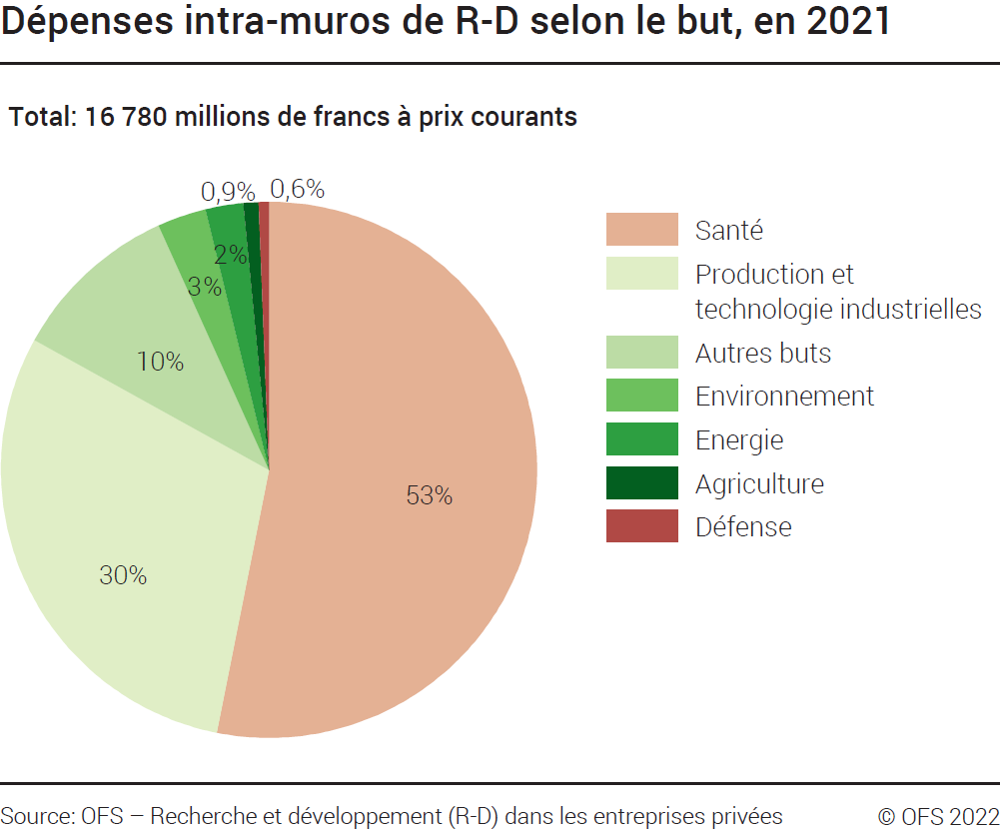 Dépenses intra-muros de R-D selon le but, en 2021
Total: 16 780 millions de francs à prix courants
0,9%
0,6%
2%
3%
10%
53%
30%
Santé
Production et
technologie industrielles
Autres buts
Environnement
Energie
Agriculture
Défense
Source: OFS – Recherche et développement (R-D) dans les entreprises privées
© OFS 2022